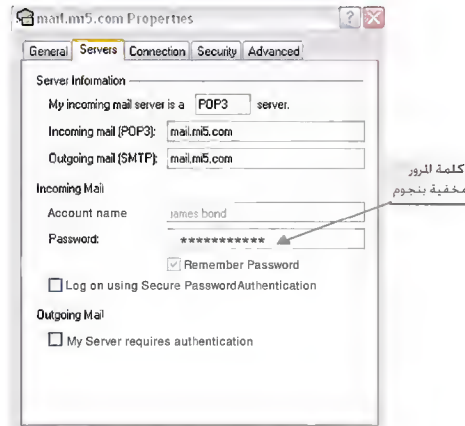 mail.mi5.com Properties
General Servers Connection Security Advanced
Server Information
My incoming mail server is a POP3 server.
Incoming mail (POP3): mail.mi5.com
Outgoing mail (SMTP): mail.mi5.com
Incoming Mail
Account name james bond
Password: ***********
Remember Password
Log on using Secure PasswordAuthentication
Outgoing Mail
My Server requires authentication
كلمة المرور
مخفية بنجوم